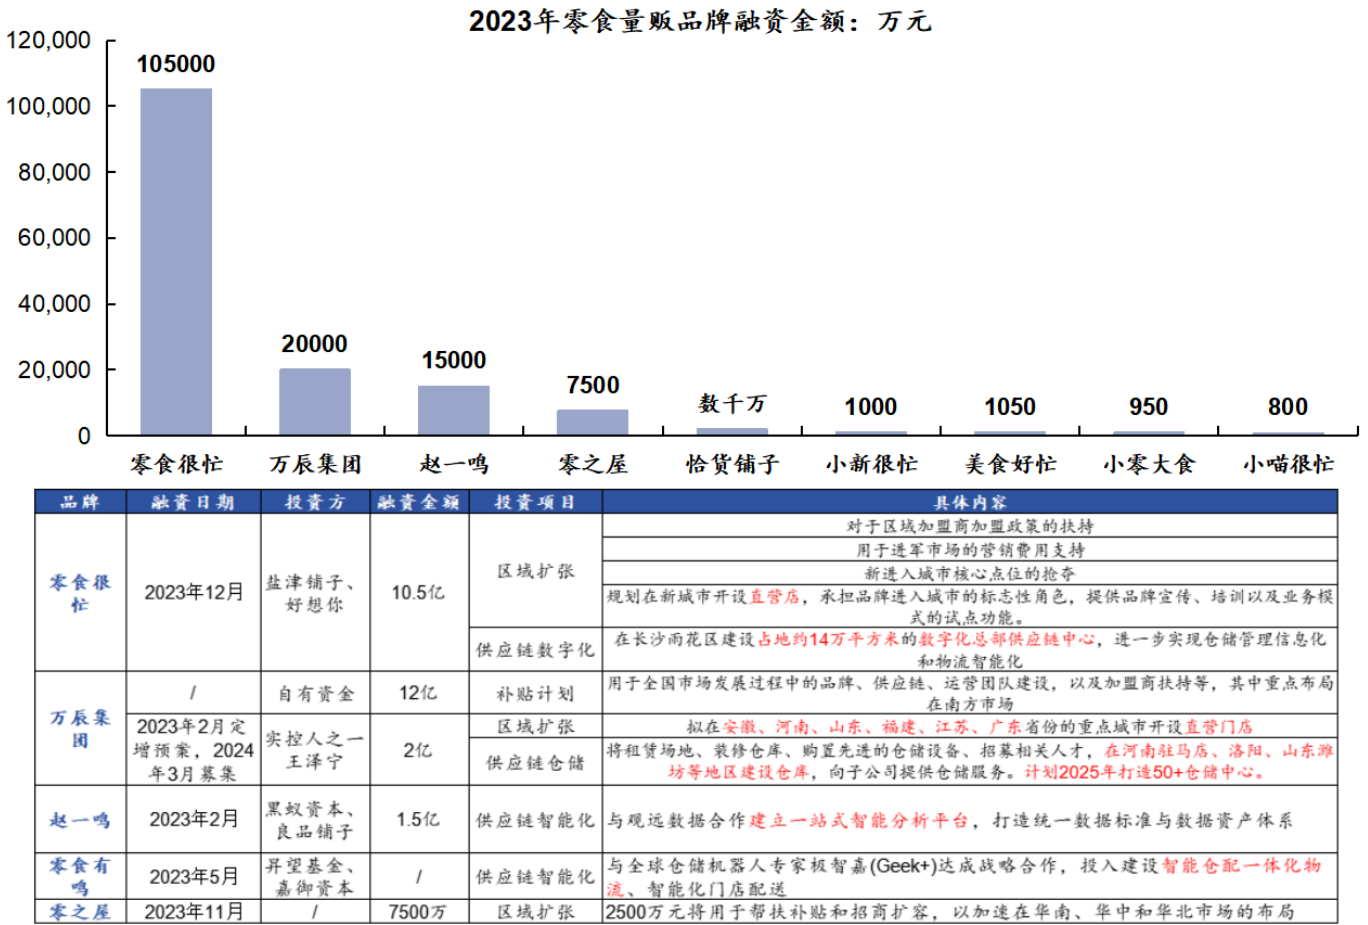 2023年零食量贩品牌融资金额：万元
120,000
100,000
80,000
60,000
40,000
20,000
0
105000
20000
15000
7500
数千万
1000
1050
950
800
零食很忙
万辰集团
赵一鸣
零之屋
恰货铺子
小新很忙
美食好忙
小零大食
小喵很忙
品牌 融资日期 投资方 融资金额 投资项目 具体内容
零食很
忙
2023年12月
盐津铺子、
好想你
10.5亿
区域扩张
对于区域加盟商加盟政策的扶持
用于进军市场的营销费用支持
新进入城市核心点位的抢夺
规划在新城市开设直营店，承担品牌进入城市的标志性角色，提供品牌宣传、培训以及业务模
式的试点功能。
供应链数字化
在长沙雨花区建设占地约14万平方米的数字化总部供应链中心，进一步实现仓储管理信息化
和物流智能化
万辰集
团
/
自有资金
12亿
补贴计划
用于全国市场发展过程中的品牌、供应链、运营团队建设，以及加盟商扶持等，其中重点布局
在南方市场
2023年2月定
增预案，2024
年3月募集
实控人之一
王泽宁
2亿
区域扩张
拟在安徽、河南、山东、福建、江苏、广东省份的重点城市开设直营门店
供应链仓储
将租赁场地、装修仓库、购置先进的仓储设备、招募相关人才，在河南驻马店、洛阳、山东潍
坊等地区建设仓库，向子公司提供仓储服务。计划2025年打造50+仓储中心。
赵一鸣
2023年2月
黑蚁资本、
良品铺子
1.5亿
供应链智能化
与观远数据合作建立一站式智能分析平台，打造统一数据标准与数据资产体系
零食有
鸣
2023年5月
昇望基金、
嘉御资本
/
供应链智能化
与全球仓储机器人专家极智嘉(Geek+)达成战略合作，投入建设智能仓配一体化物
流、智能化门店配送
零之屋
2023年11月
/
7500万
区域扩张
2500万元将用于帮扶补贴和招商扩容，以加速在华南、华中和华北市场的布局